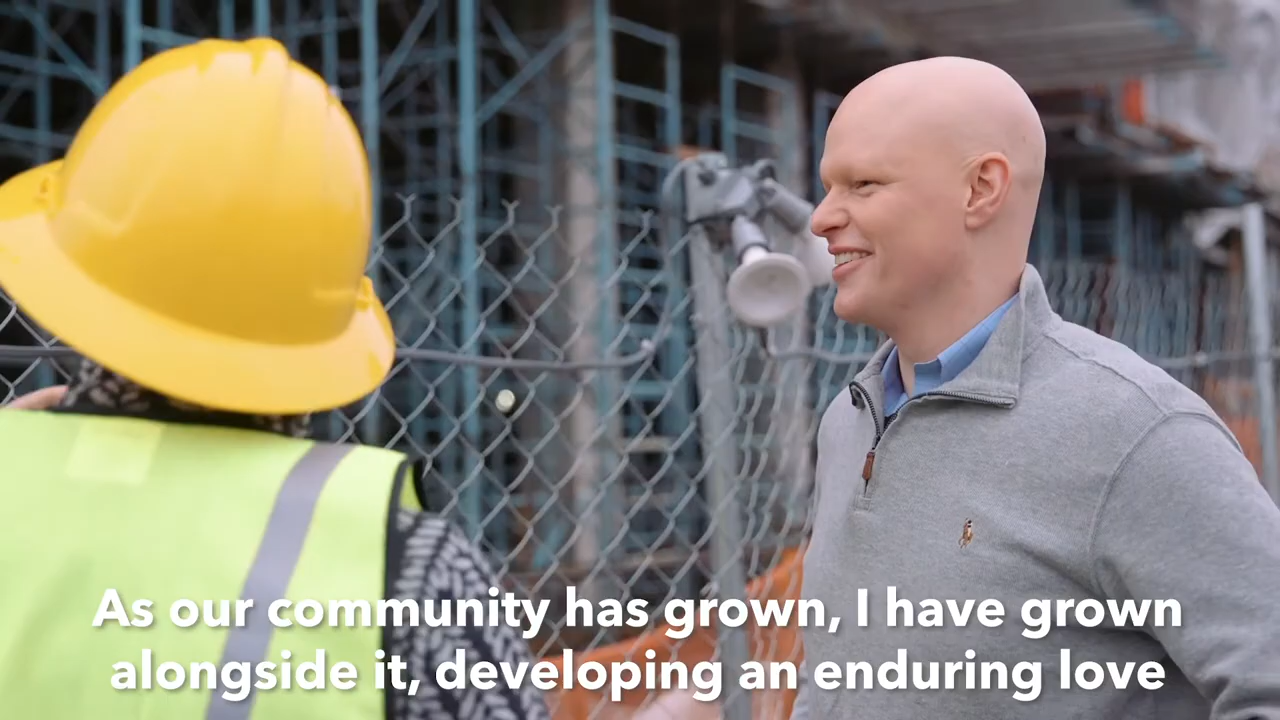 As our community has grown, I have grown
alongside it, developing an enduring love